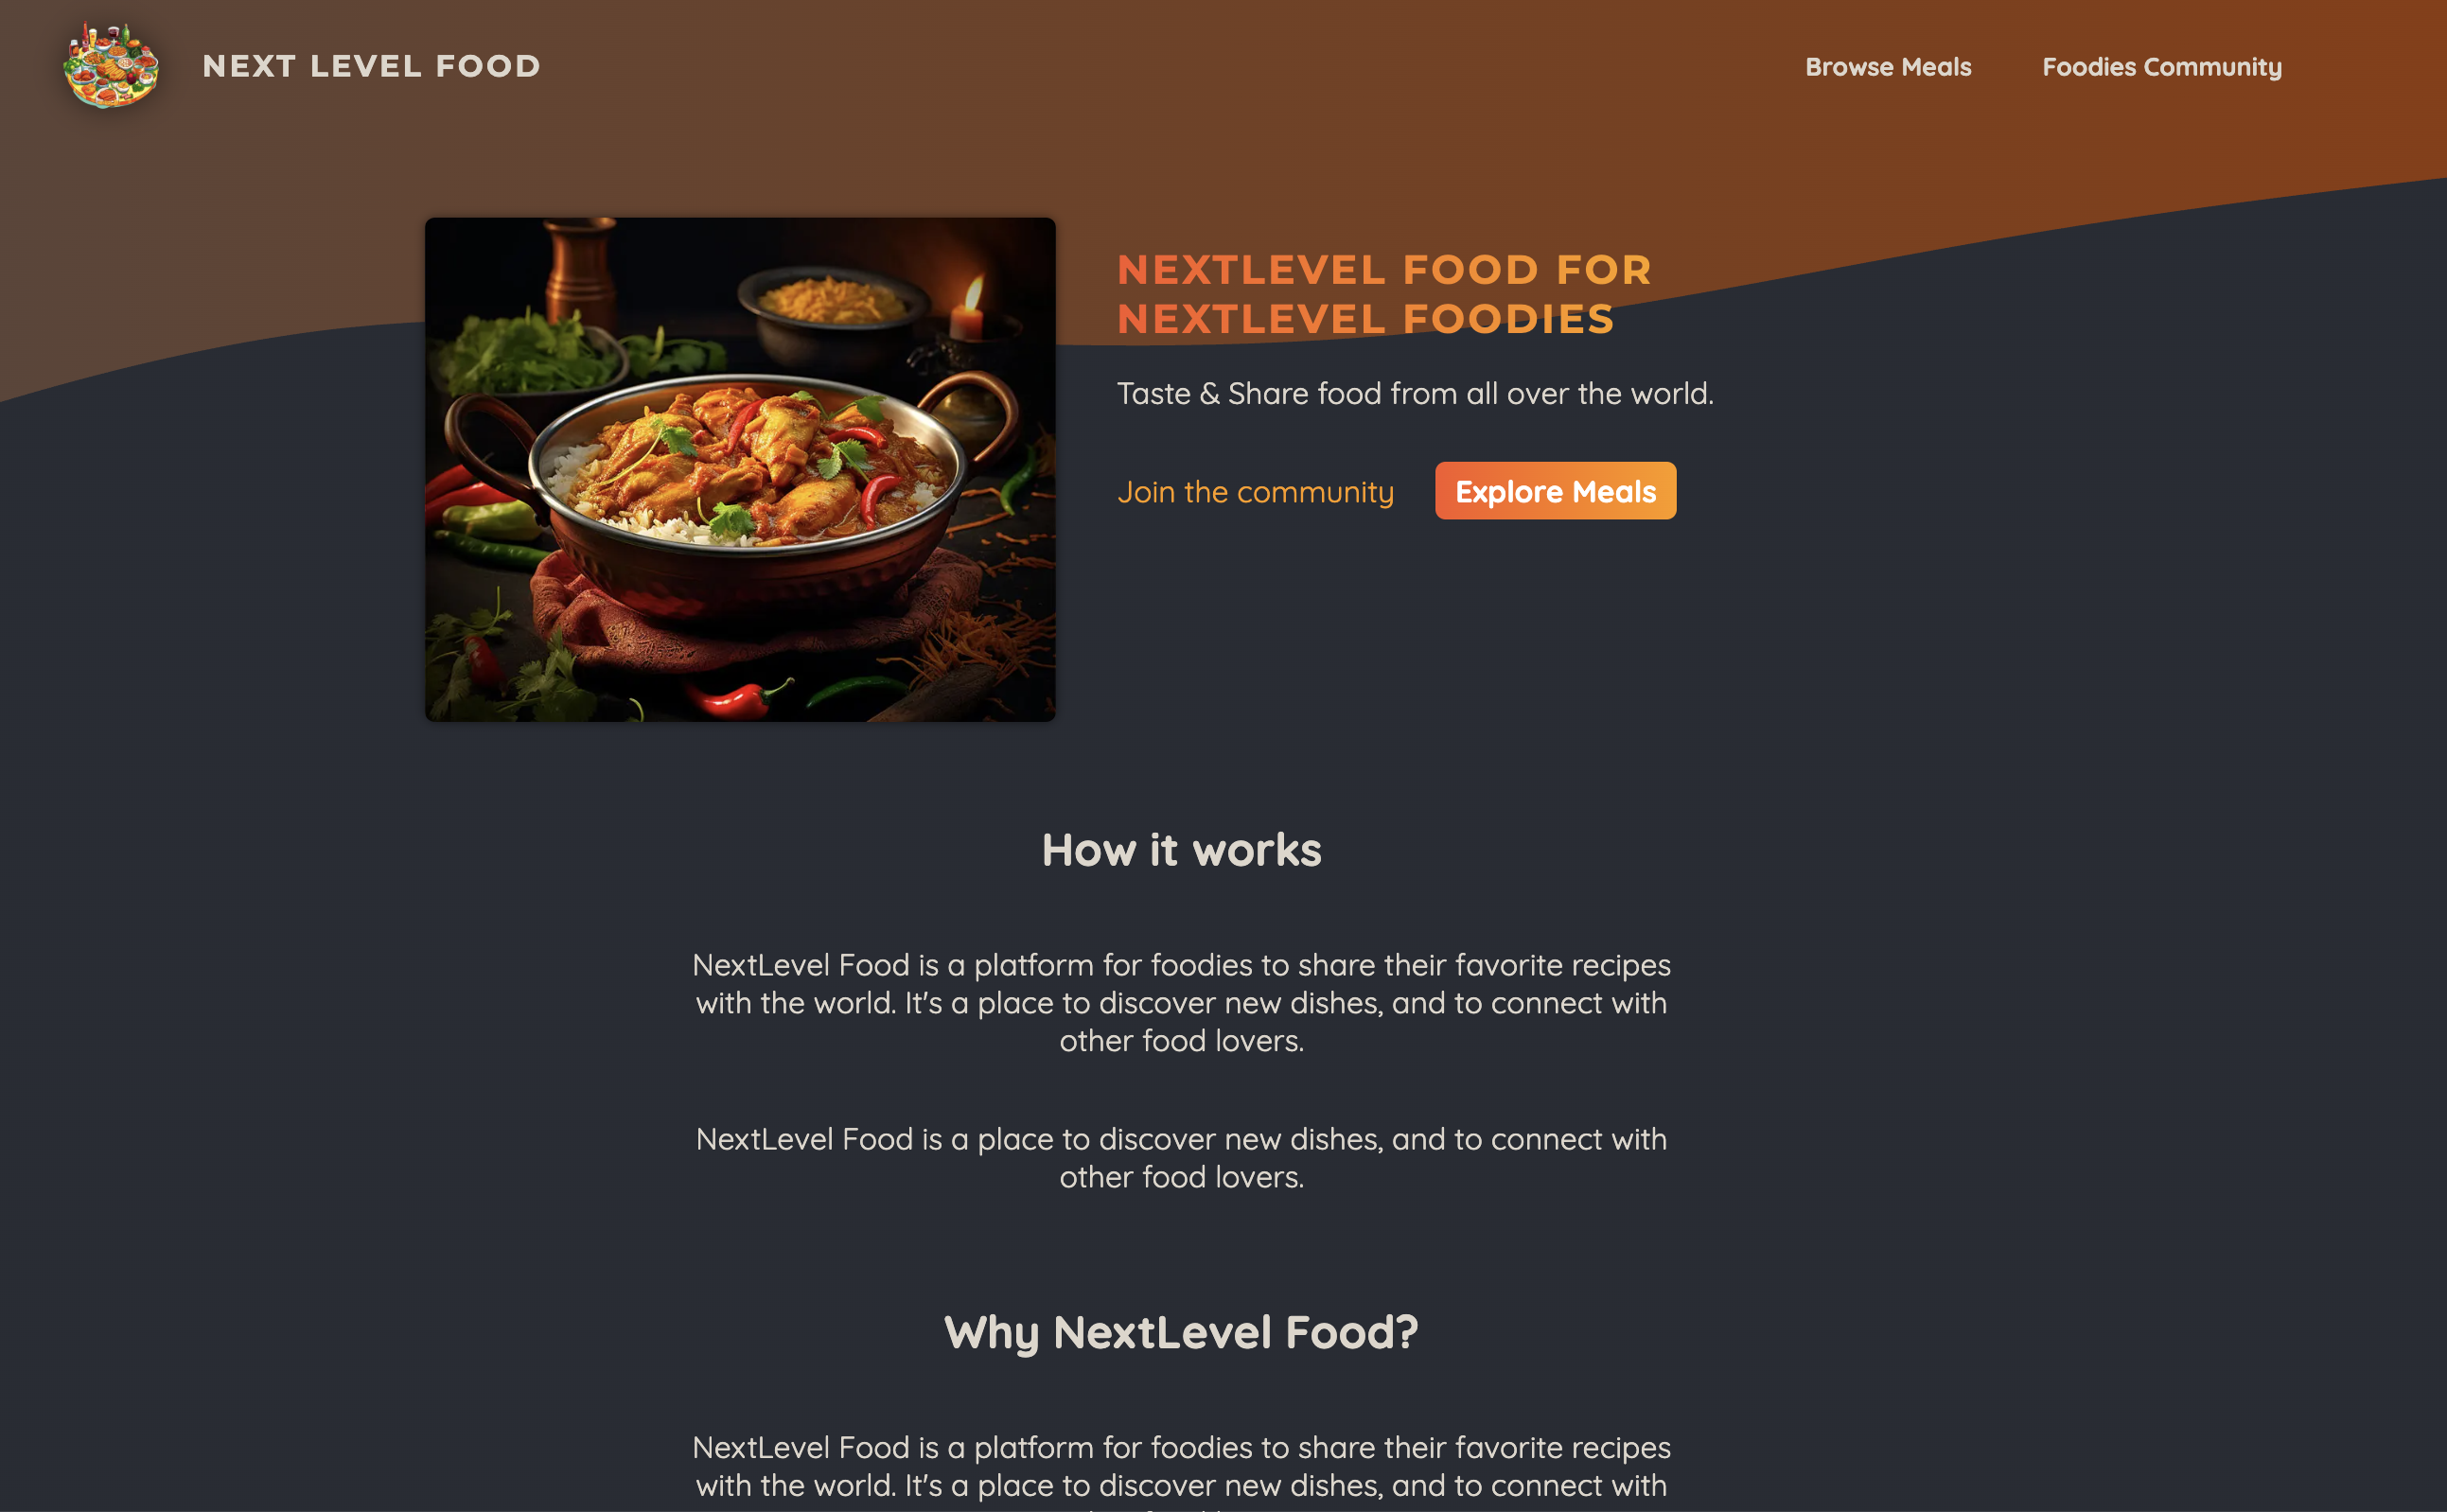 NEXT LEVEL FOOD
Browse Meals
Foodies Community
NEXTLEVEL FOOD FOR
NEXTLEVEL FOODIES
Taste & Share food from all over the world.
Join the community
Explore Meals
How it works
NextLevel Food is a platform for foodies to share their favorite recipes
with the world. It's a place to discover new dishes, and to connect with
other food lovers.
NextLevel Food is a place to discover new dishes, and to connect with
other food lovers.
Why NextLevel Food?
NextLevel Food is a platform for foodies to share their favorite recipes
with the world. It's a place to discover new dishes, and to connect with